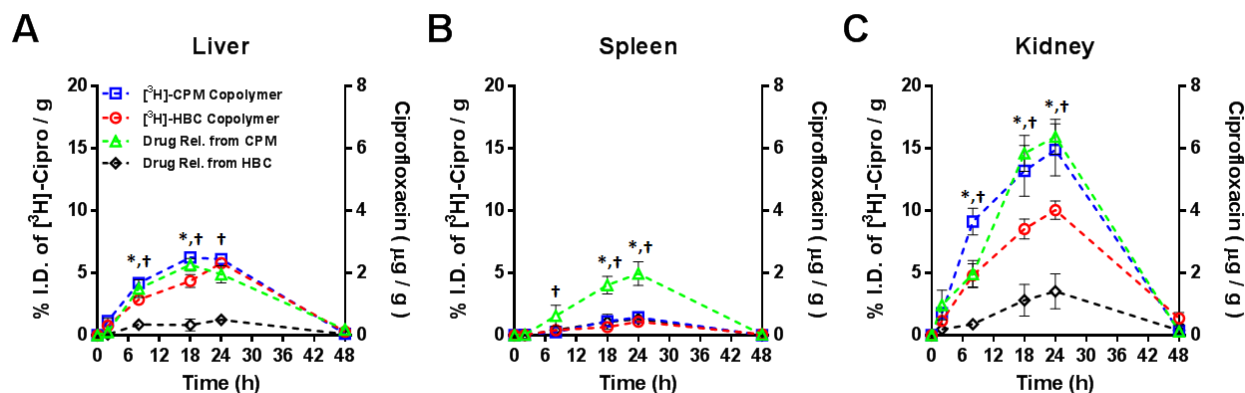 A
Liver
% I.D. of [³H]-Cipro / g
20
15
10
5
0
[³H]-CPM Copolymer
[³H]-HBC Copolymer
Drug Rel. from CPM
Drug Rel. from HBC
*,†
*,†
†
8
6
4
2
0
Ciprofloxacin ( µg / g )
0 6 12 18 24 30 36 42 48
Time (h)
B
Spleen
% I.D. of [³H]-Cipro / g
20
15
10
5
0
†
*,†
*,†
8
6
4
2
0
Ciprofloxacin ( µg / g )
0 6 12 18 24 30 36 42 48
Time (h)
C
Kidney
% I.D. of [³H]-Cipro / g
20
15
10
5
0
*,†
*,†
*,†
8
6
4
2
0
Ciprofloxacin ( µg / g )
0 6 12 18 24 30 36 42 48
Time (h)